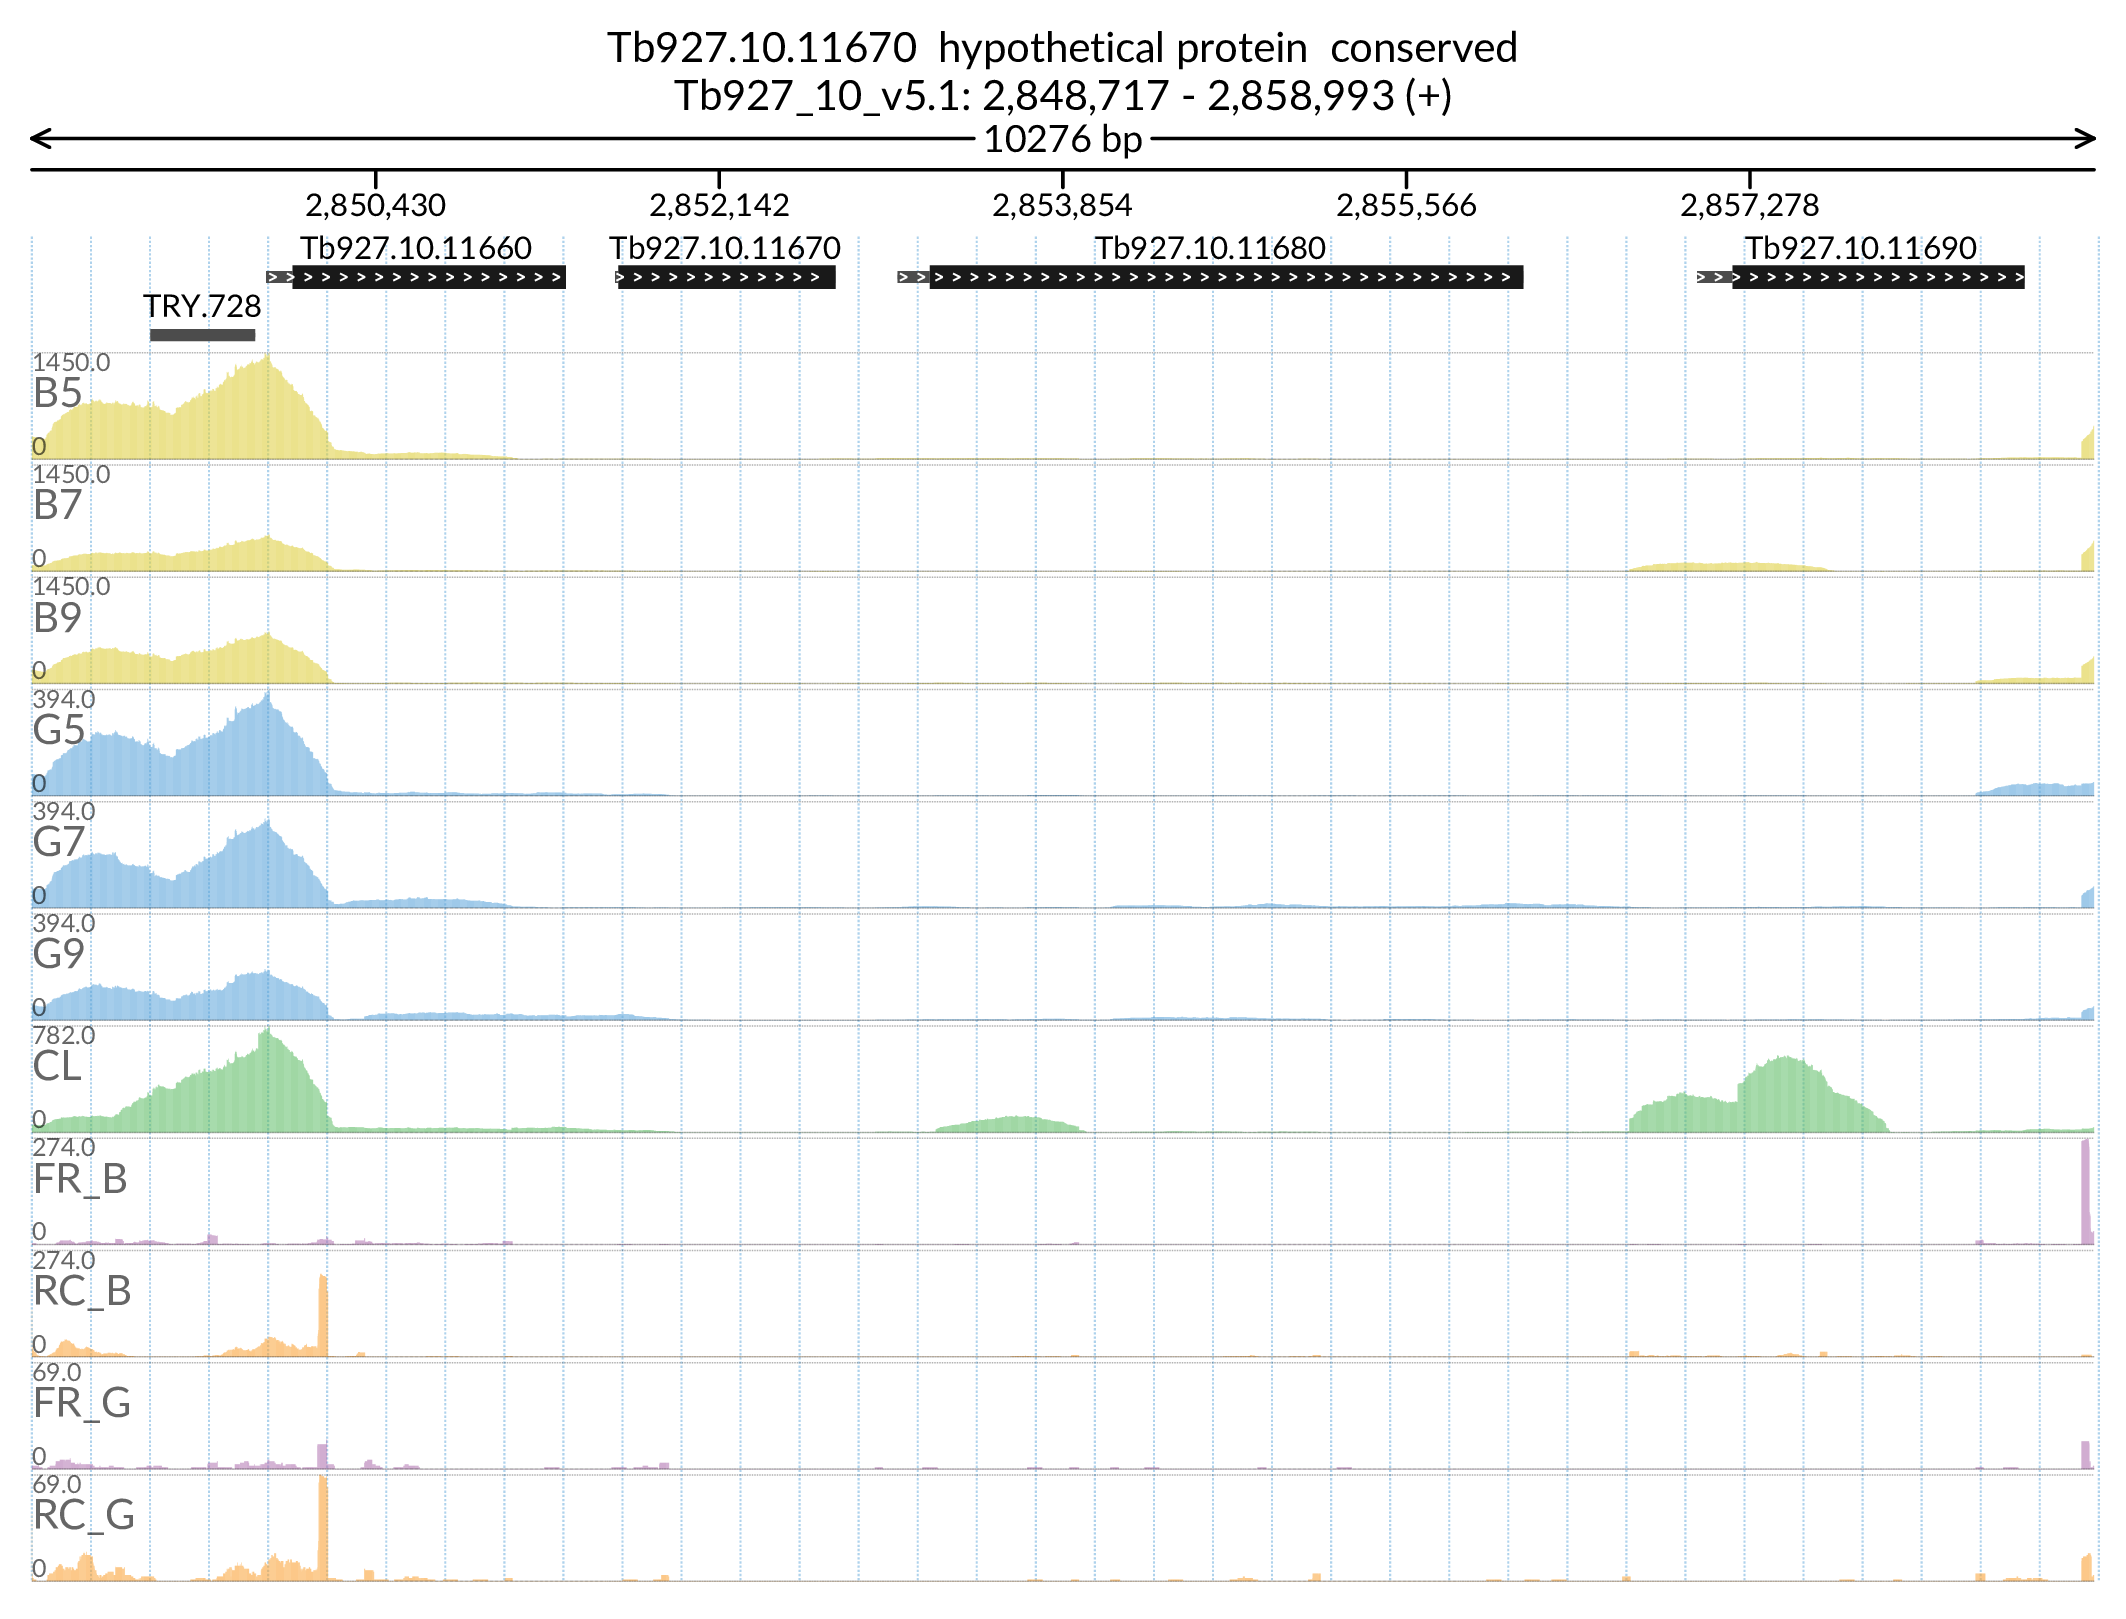 Tb927.10.11670 hypothetical protein conserved
Tb927_10_v5.1: 2,848,717 - 2,858,993 (+)
10276 bp
2,850,430 2,852,142 2,853,854 2,855,566 2,857,278
Tb927.10.11660 Tb927.10.11670 Tb927.10.11680 Tb927.10.11690
TRY.728
1450.0
B5
0
1450.0
B7
0
1450.0
B9
0
394.0
G5
0
394.0
G7
0
394.0
G9
0
782.0
CL
0
274.0
FR_B
0
274.0
RC_B
0
69.0
FR_G
0
69.0
RC_G
0